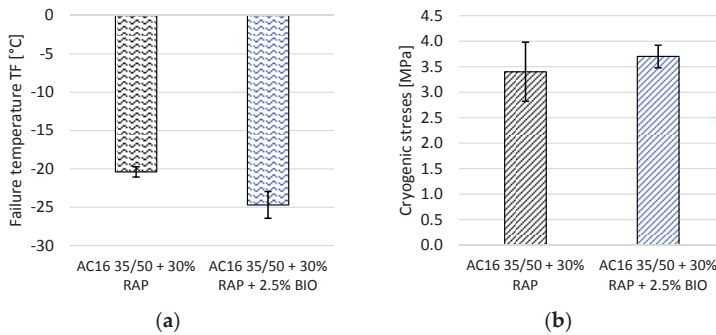 Failure temperature TF [°C]
0
-5
-10
-15
-20
-25
-30
AC16 35/50 + 30%
RAP
AC16 35/50 + 30%
RAP + 2.5% BIO
(a)
Cryogenic streses [MPa]
4.5
4.0
3.5
3.0
2.5
2.0
1.5
1.0
0.5
0.0
AC16 35/50 + 30%
RAP
AC16 35/50 + 30%
RAP + 2.5% BIO
(b)